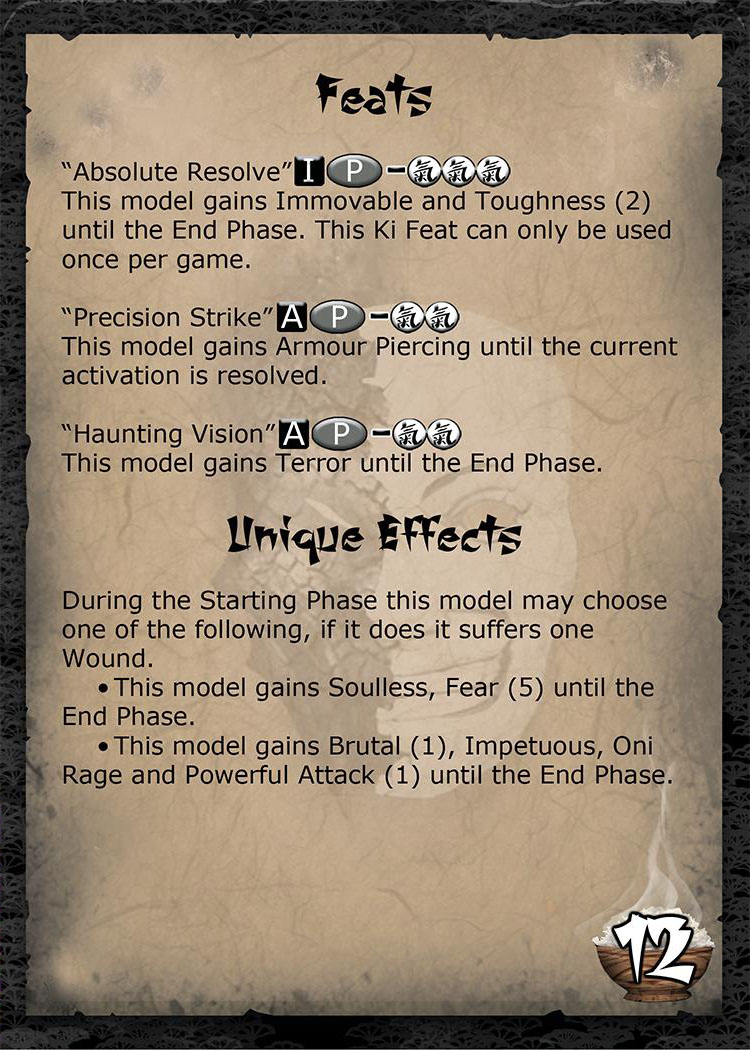 Feats
“Absolute Resolve” I P -氣氣氣
This model gains Immovable and Toughness (2)
until the End Phase. This Ki Feat can only be used
once per game.
“Precision Strike” A P -氣氣
This model gains Armour Piercing until the current
activation is resolved.
“Haunting Vision” A P -氣氣
This model gains Terror until the End Phase.
Unique Effects
During the Starting Phase this model may choose
one of the following, if it does it suffers one
Wound.
•This model gains Soulless, Fear (5) until the
End Phase.
•This model gains Brutal (1), Impetuous, Oni
Rage and Powerful Attack (1) until the End Phase.
12